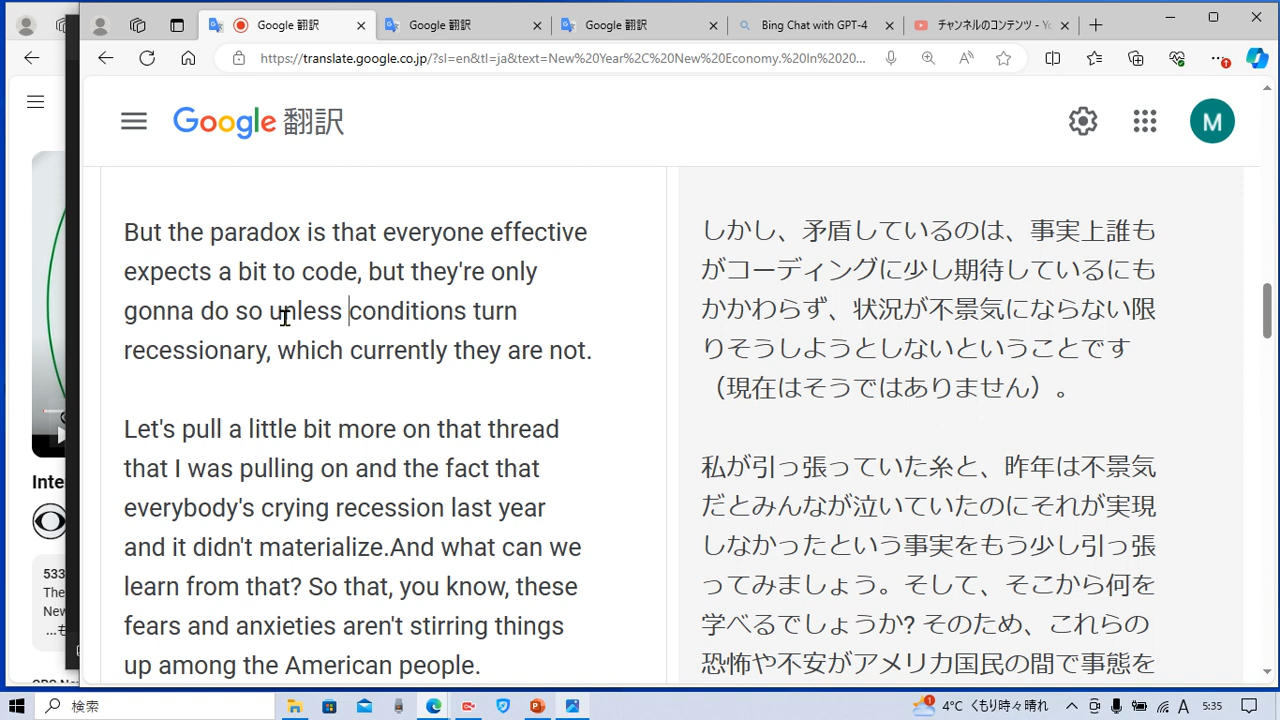 Google 翻訳
Google 翻訳
Google 翻訳
Bing Chat with GPT-4
チャンネルのコンテンツ - Yo
https://translate.google.co.jp/?sl=en&tl=ja&text=New%20Year%2C%20New%20Economy.%20In%2020...
Google 翻訳
M
But the paradox is that everyone effective
expects a bit to code, but they're only
gonna do so unless conditions turn
recessionary, which currently they are not.
Let's pull a little bit more on that thread
that I was pulling on and the fact that
everybody's crying recession last year
and it didn't materialize.And what can we
learn from that? So that, you know, these
fears and anxieties aren't stirring things
up among the American people.
しかし、矛盾しているのは、事実上誰も
がコーディングに少し期待しているにも
かかわらず、状況が不景気にならない限
りそうしようとしないということです
（現在はそうではありません）。
私が引っ張っていた糸と、昨年は不景気
だとみんなが泣いていたのにそれが実現
しなかったという事実をもう少し引っ張
ってみましょう。そして、そこから何を
学べるでしょうか? そのため、これらの
恐怖や不安がアメリカ国民の間で事態を
Inte
533
The
New
...も
検索
4°C くもり時々晴れ
A
5:35